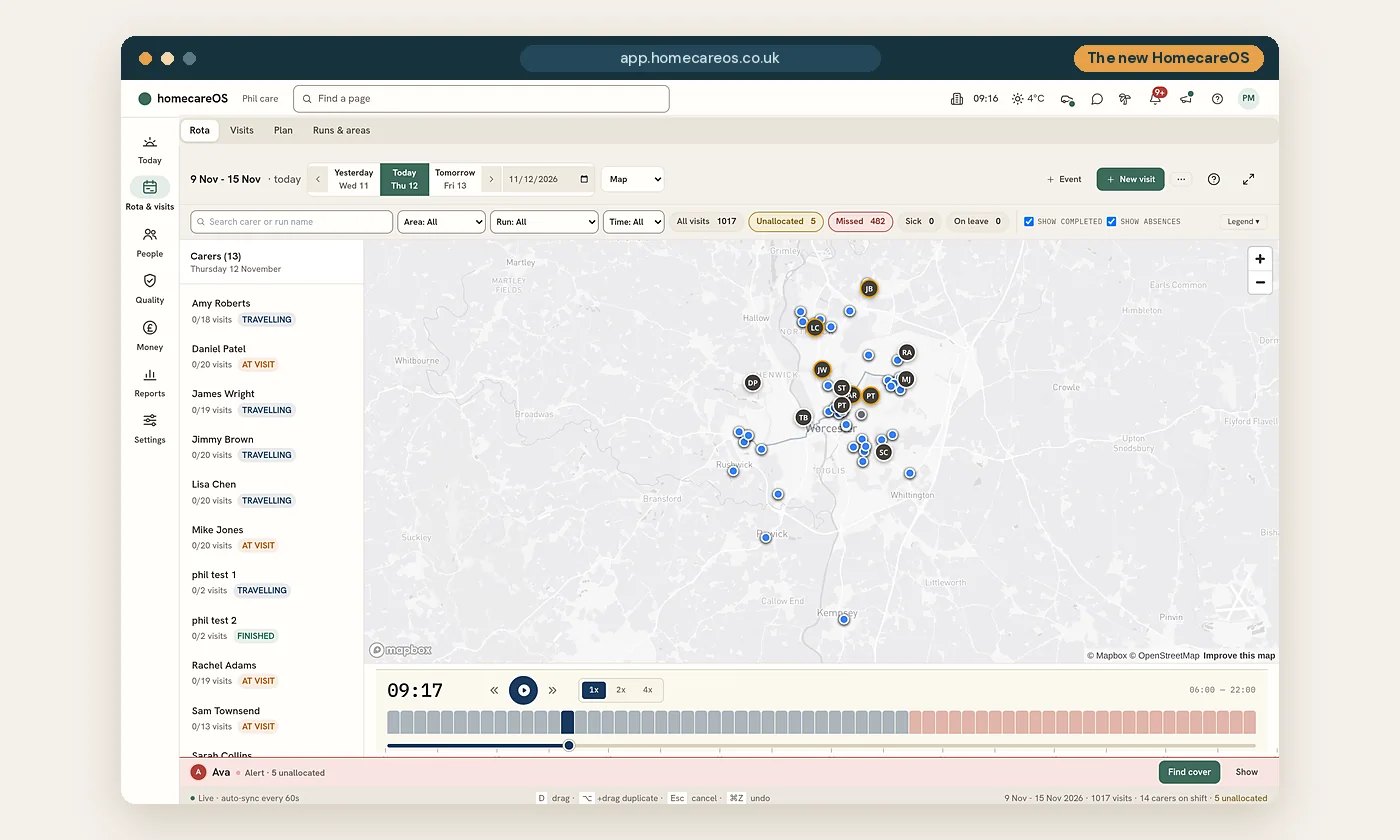 app.homecareos.co.uk
The new HomecareOS
homecareOS Phil care
Find a page
09:16 4°C 9+ PM
Rota Visits Plan Runs & areas
9 Nov - 15 Nov · today
Yesterday Wed 11
Today Thu 12
Tomorrow Fri 13
11/12/2026
Map
+ Event
+ New visit
Search carer or run name
Area: All
Run: All
Time: All
All visits 1017
Unallocated 5
Missed 482
Sick 0
On leave 0
SHOW COMPLETED
SHOW ABSENCES
Legend ▾
Today
Rota & visits
People
Quality
Money
Reports
Settings
Carers (13)
Thursday 12 November
Amy Roberts
0/18 visits TRAVELLING
Daniel Patel
0/20 visits AT VISIT
James Wright
0/19 visits TRAVELLING
Jimmy Brown
0/20 visits TRAVELLING
Lisa Chen
0/20 visits TRAVELLING
Mike Jones
0/20 visits AT VISIT
phil test 1
0/2 visits TRAVELLING
phil test 2
0/2 visits FINISHED
Rachel Adams
0/19 visits AT VISIT
Sam Townsend
0/13 visits AT VISIT
Sarah Collins
Grimley
Martley
MARTLEY FIELDS
Earls Common
Himbleton
Hallow
Whitbourne
Crowle
Broadwas
Upton Snodsbury
Flyford Flavell
Worcester
Rushwick
Whittington
Bransford
Suckley
Powick
Littleworth
Callow End
Kempsey
Pinvin
JB
LC
RA
JW
MJ
DP
ST
AR
PT
PT
TB
SC
+
−
mapbox
© Mapbox © OpenStreetMap Improve this map
09:17
1x 2x 4x
06:00 – 22:00
A Ava Alert · 5 unallocated
Find cover
Show
Live · auto-sync every 60s
D drag · ⌥ +drag duplicate · Esc cancel · ⌘Z undo
9 Nov - 15 Nov 2026 · 1017 visits · 14 carers on shift · 5 unallocated